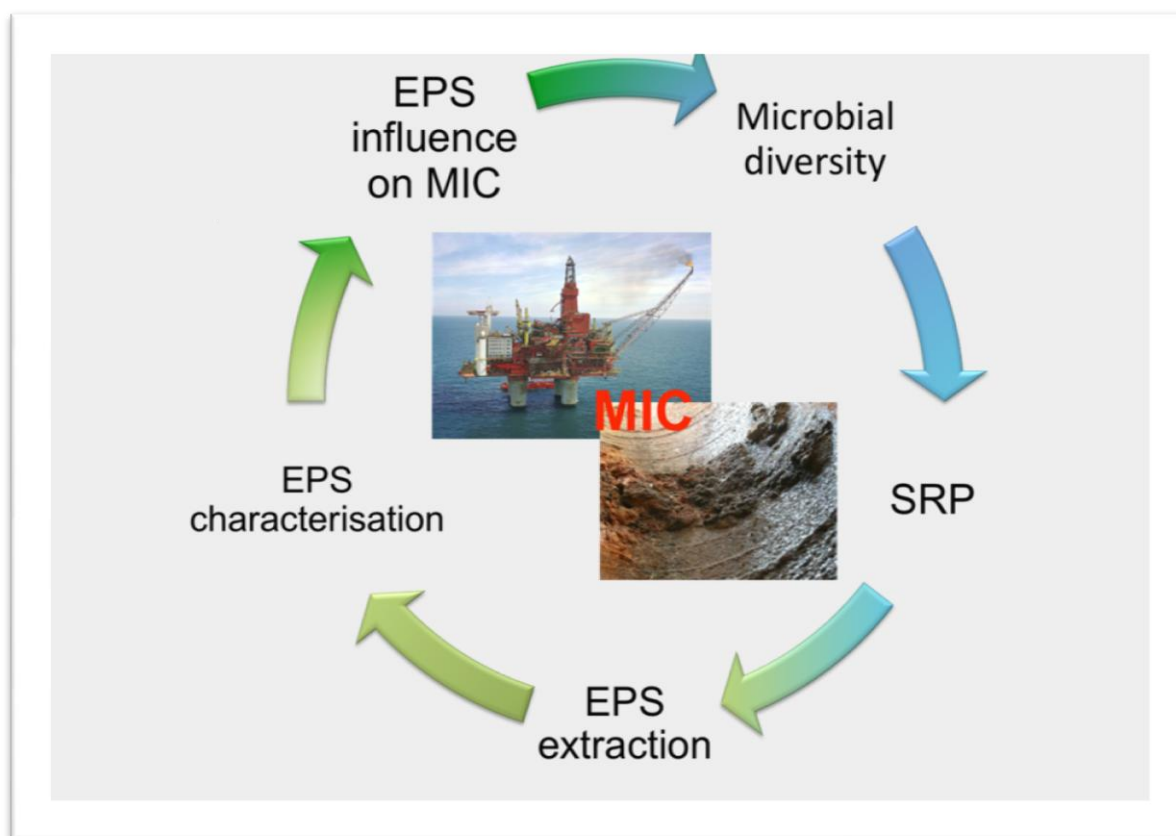 EPS
influence
on MIC
Microbial
diversity
MIC
SRP
EPS
characterisation
EPS
extraction